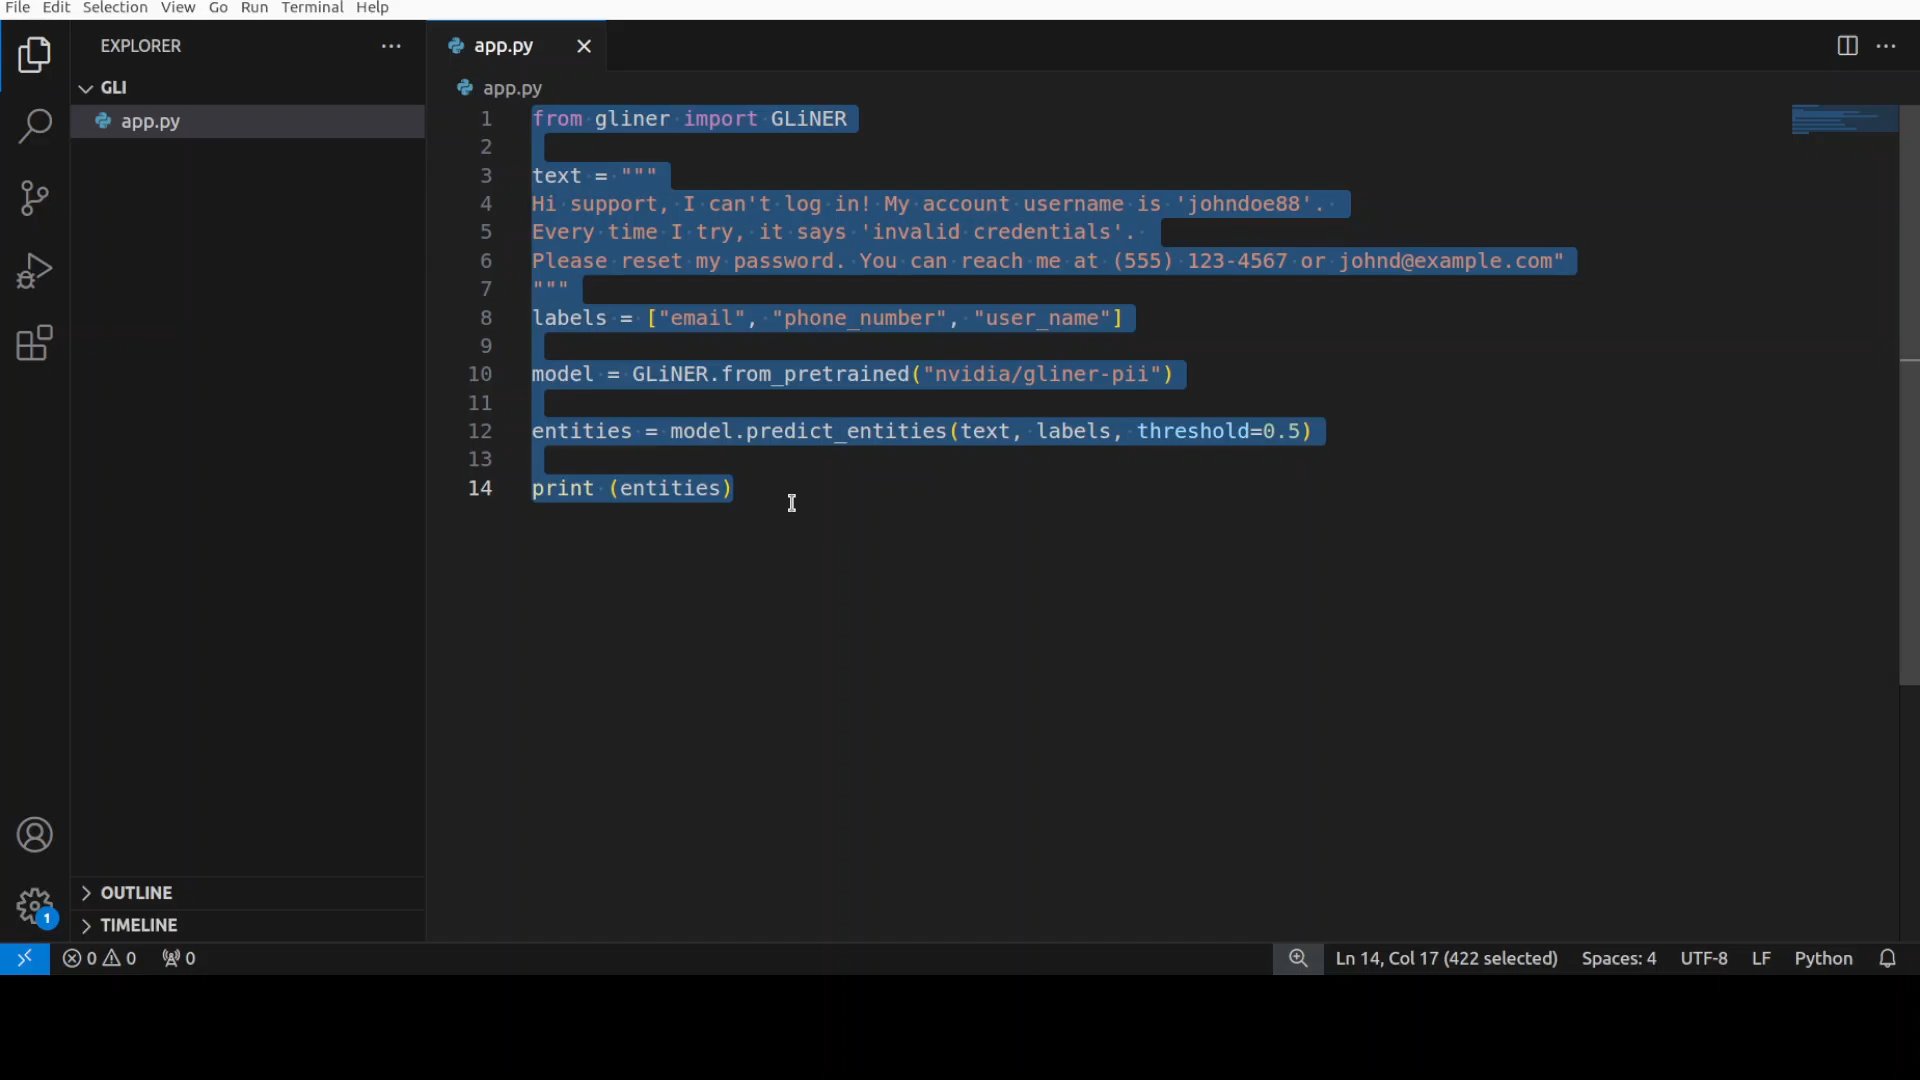 File Edit Selection View Go Run Terminal Help
EXPLORER
GLI
app.py
OUTLINE
TIMELINE
app.py
app.py
1 from gliner import GLiNER
2
3 text = """
4 Hi support, I can't log in! My account username is 'johndoe88'.
5 Every time I try, it says 'invalid credentials'.
6 Please reset my password. You can reach me at (555) 123-4567 or johnd@example.com"
7 """
8 labels = ["email", "phone_number", "user_name"]
9
10 model = GLiNER.from_pretrained("nvidia/gliner-pii")
11
12 entities = model.predict_entities(text, labels, threshold=0.5)
13
14 print (entities)
1
0 0 0 Ln 14, Col 17 (422 selected) Spaces: 4 UTF-8 LF Python